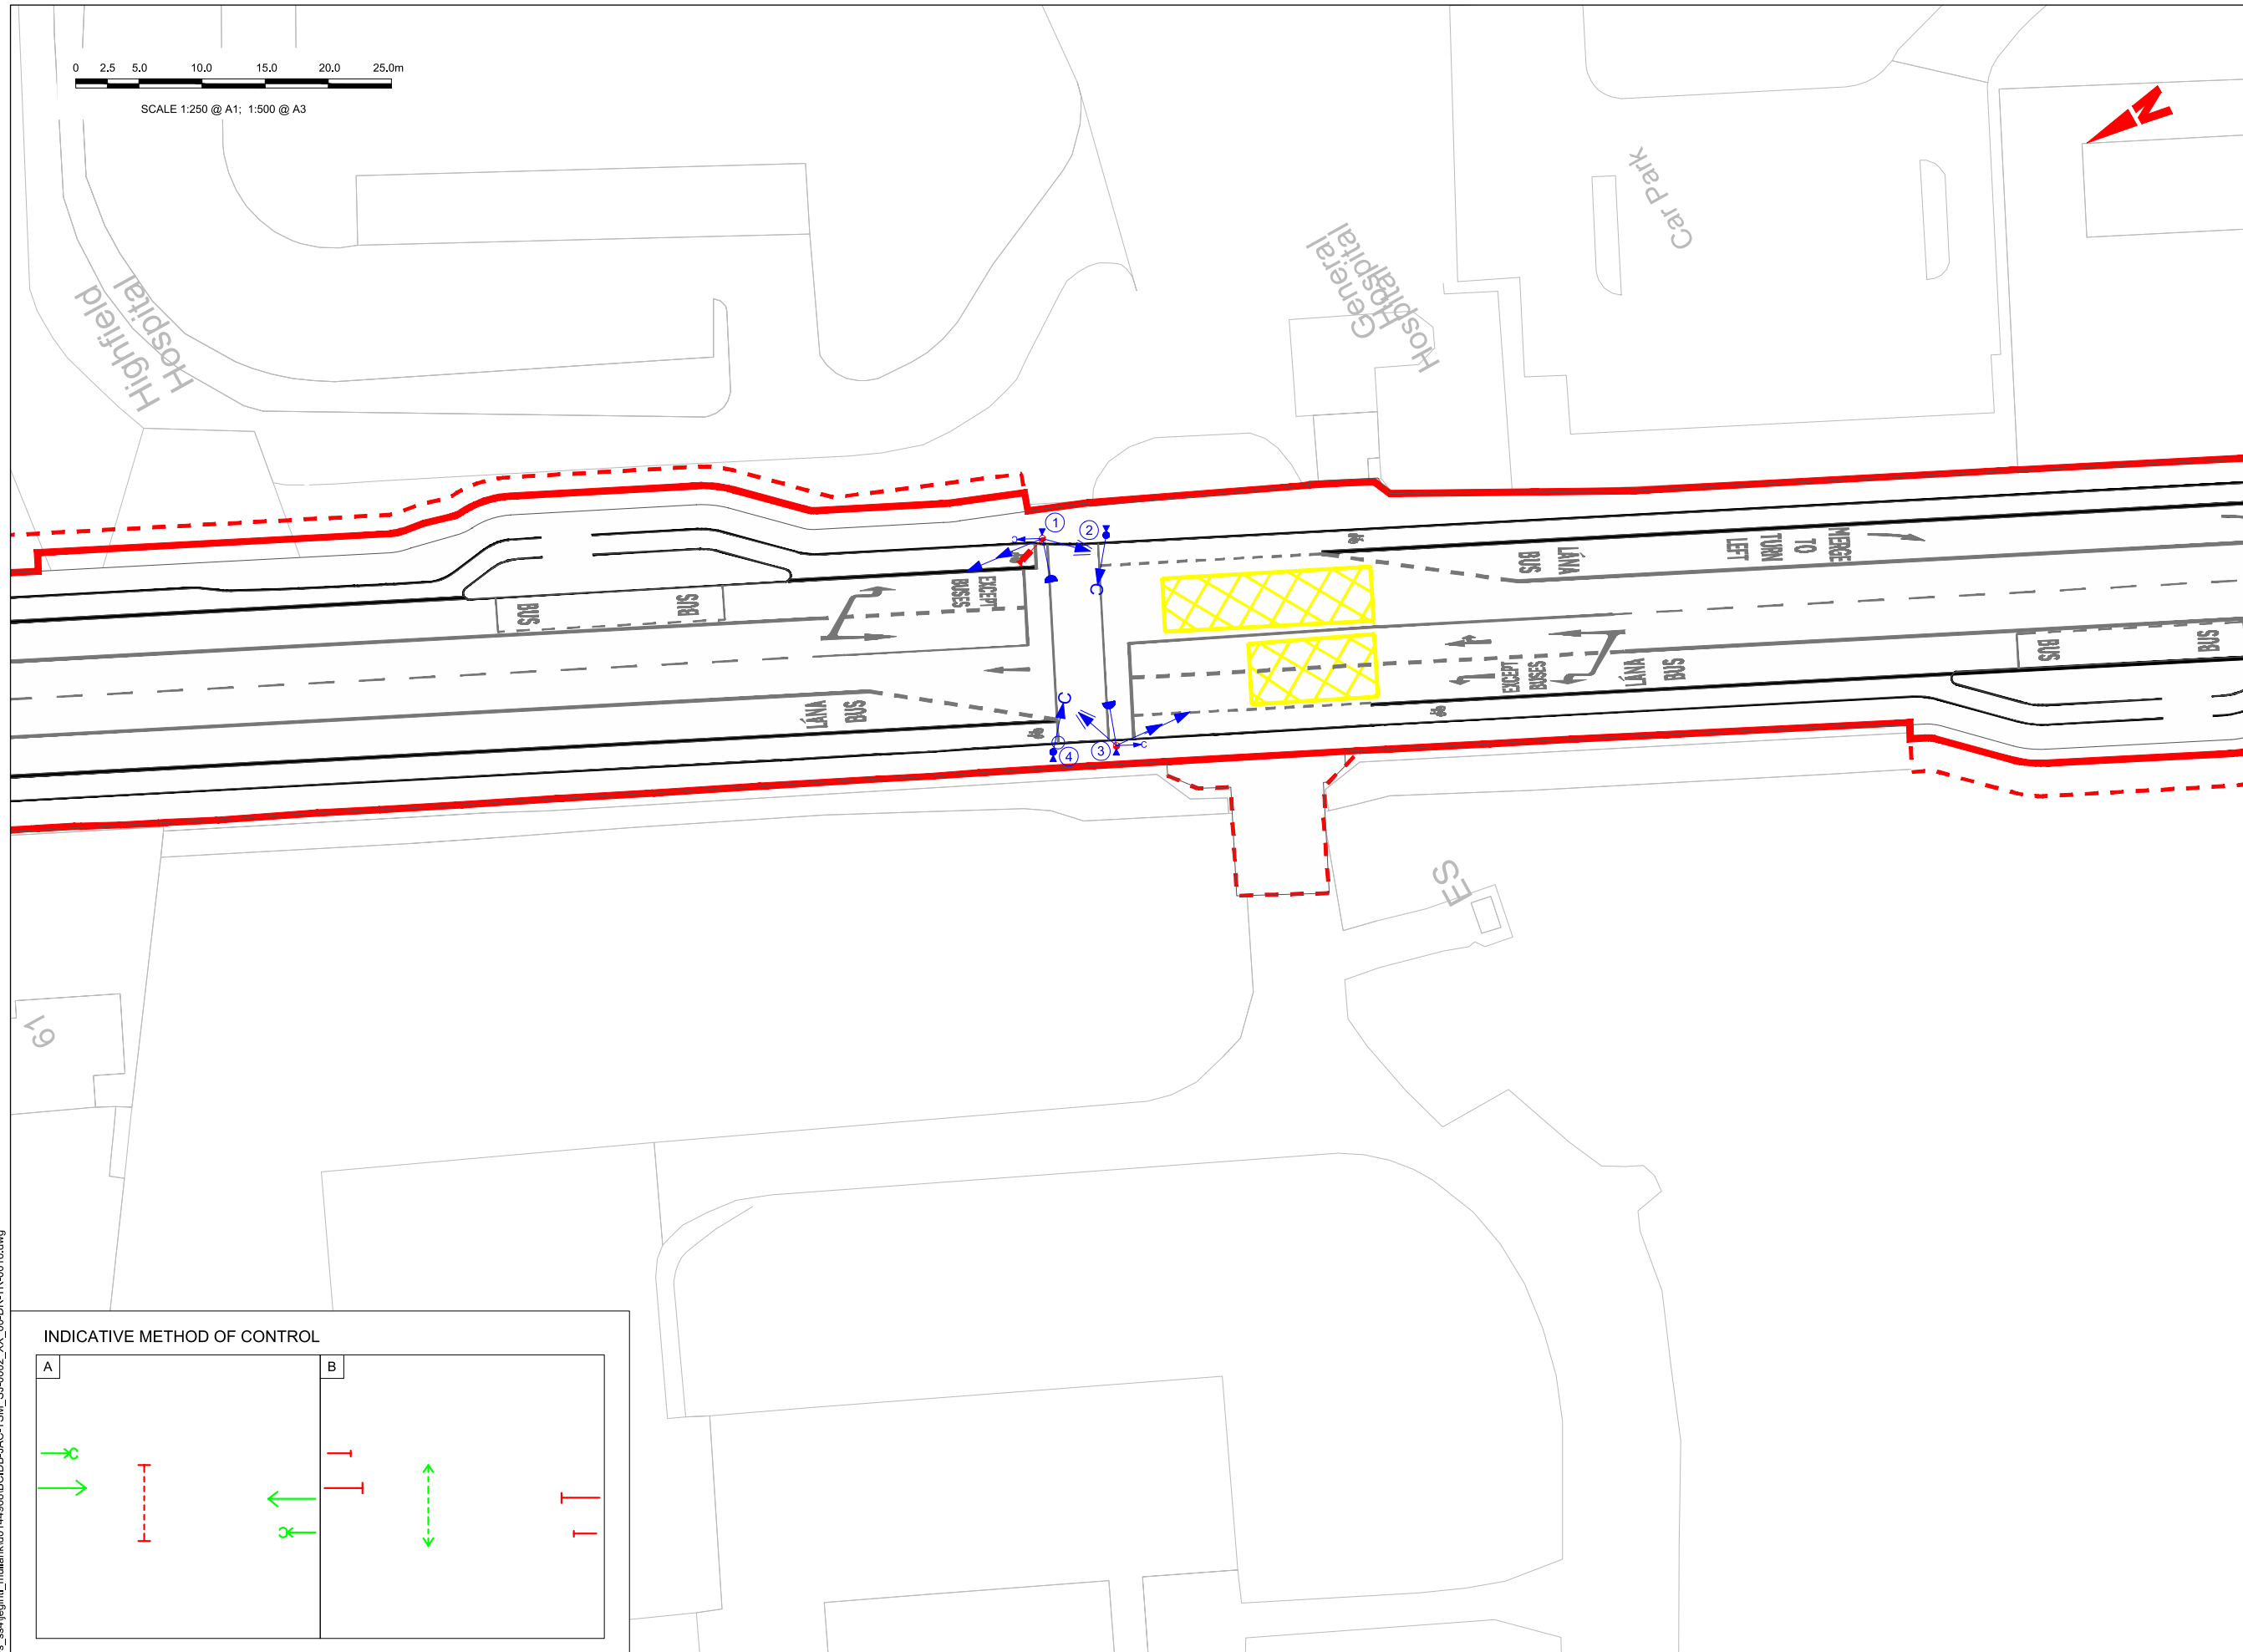 0 2.5 5.0 10.0 15.0 20.0 25.0m
SCALE 1:250 @ A1; 1:500 @ A3
N
Car Park
General
Hospital
Hospital
Highfield
Hospital
1
2
EXCEPT
BUSES
BUS
BUS
LÁNA
BUS
MERGE
TO
TURN
LEFT
C
C
LÁNA
BUS
C
C
EXCEPT
BUSES
LÁNA
BUS
BUS
BUS
3
4
ES
61
INDICATIVE METHOD OF CONTROL
A
B
C
C